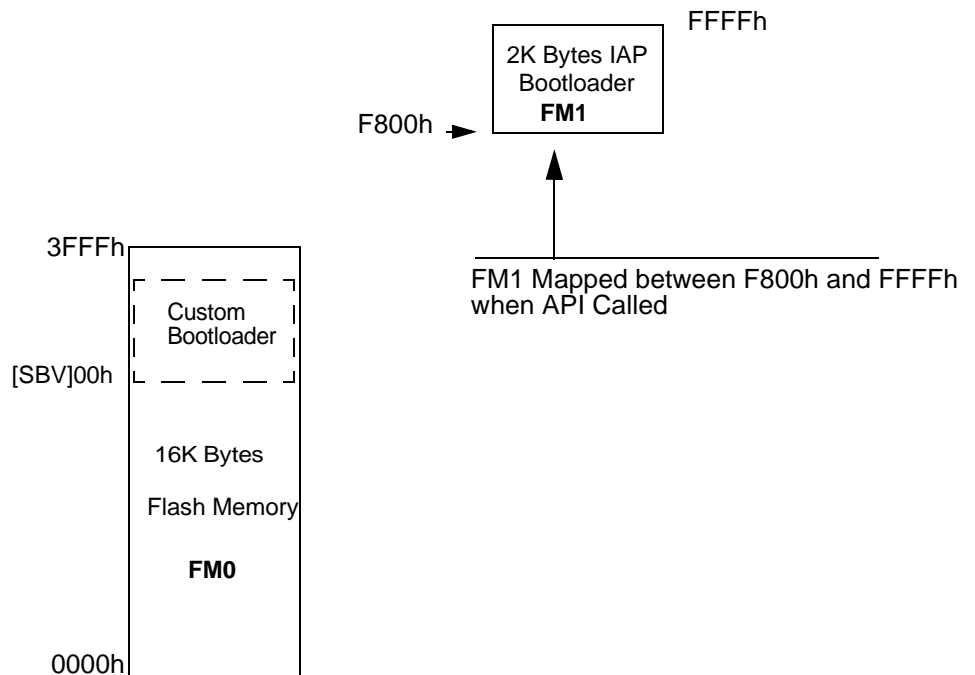 FFFFh
2K Bytes IAP
Bootloader
FM1
F800h
3FFFh
FM1 Mapped between F800h and FFFFh
when API Called
Custom
Bootloader
[SBV]00h
16K Bytes
Flash Memory
FM0
0000h